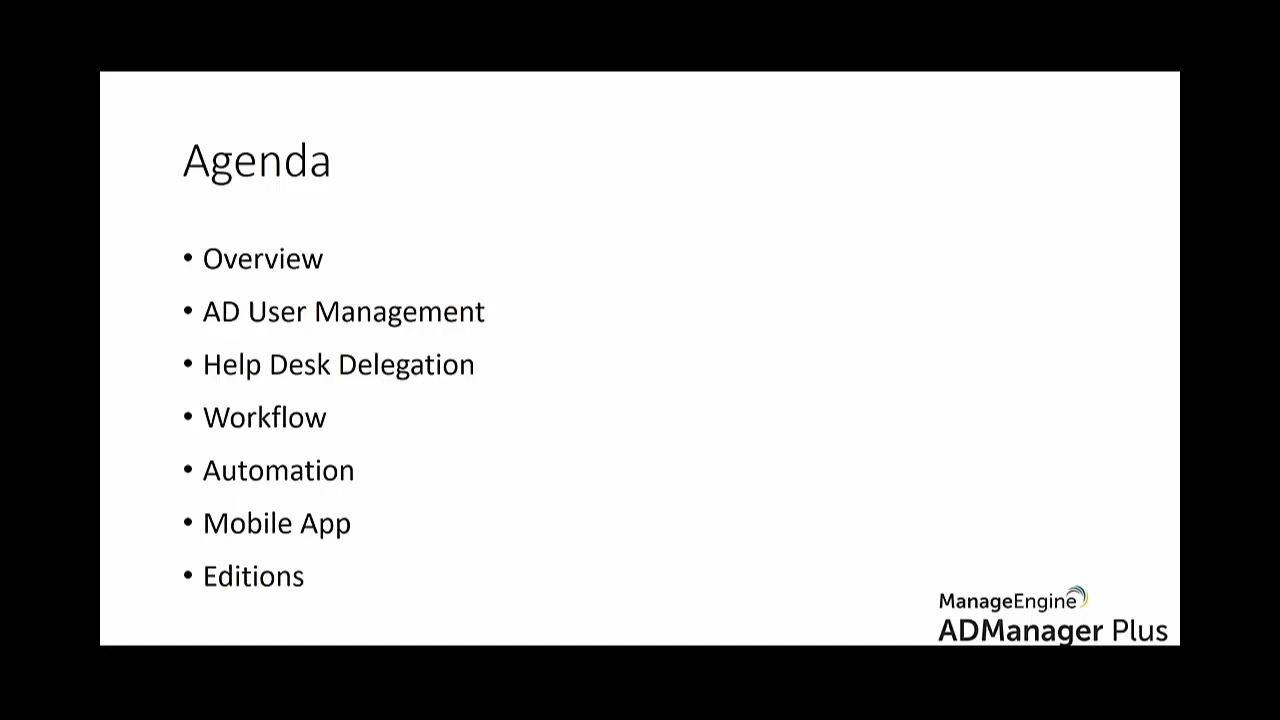 Agenda
• Overview
• AD User Management
• Help Desk Delegation
• Workflow
• Automation
• Mobile App
• Editions
ManageEngine
ADManager Plus